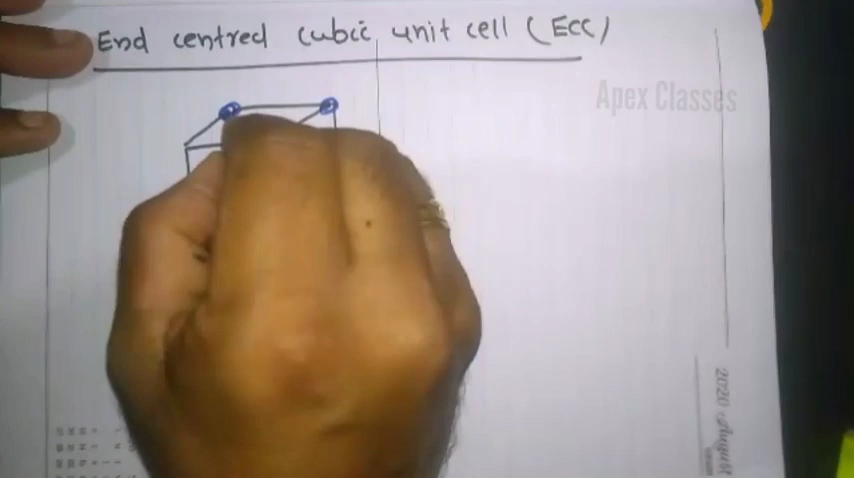 End centred cubic unit cell (ECC)
Apex Classes
2020 August